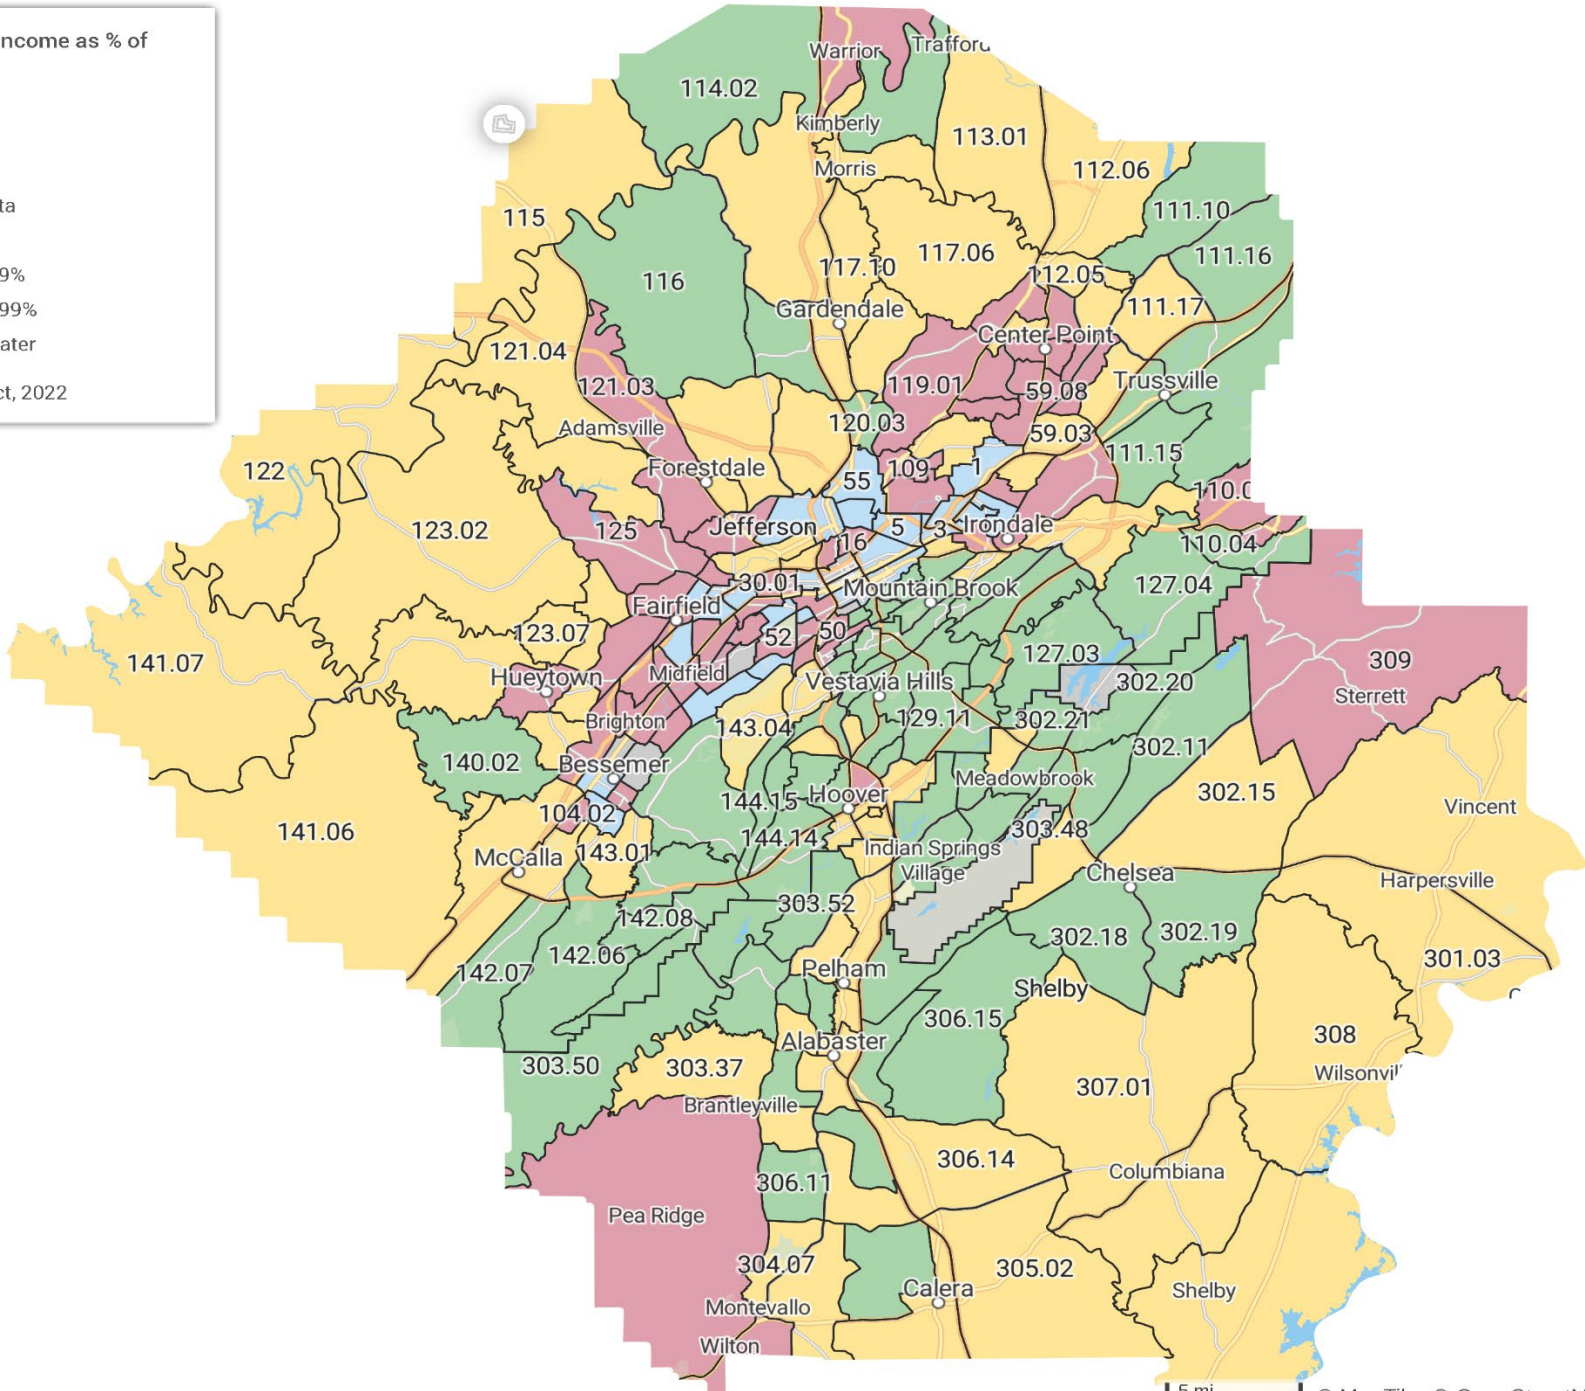 ncome as % of
ta
9%
99%
ater
ct, 2022
Warrior
Trafford
114.02
Kimberly
113.01
Morris
112.06
115
111.10
116
117.10
117.06
111.16
112.05
111.17
Gardendale
Center Point
121.04
121.03
119.01
59.08
Trussville
Adamsville
120.03
59.03
122
Forestdale
109
1
111.15
55
110.0
123.02
125
Jefferson
16
5
3
Irondale
110.04
30.01
Mountain Brook
127.04
Fairfield
123.07
52
50
141.07
127.03
309
Hueytown
Midfield
Vestavia Hills
302.20
Sterrett
Brighton
143.04
129.11
302.21
302.11
140.02
Bessemer
Meadowbrook
144.15
Hoover
302.15
Vincent
104.02
141.06
144.14
303.48
McCalla
143.01
Indian Springs
Village
Chelsea
Harpersville
142.08
303.52
302.18
302.19
142.06
142.07
301.03
Pelham
Shelby
306.15
Alabaster
308
303.50
303.37
307.01
Wilsonvil
Brantleyville
306.14
Columbiana
306.11
Pea Ridge
304.07
305.02
Calera
Shelby
Montevallo
Wilton
5 mi